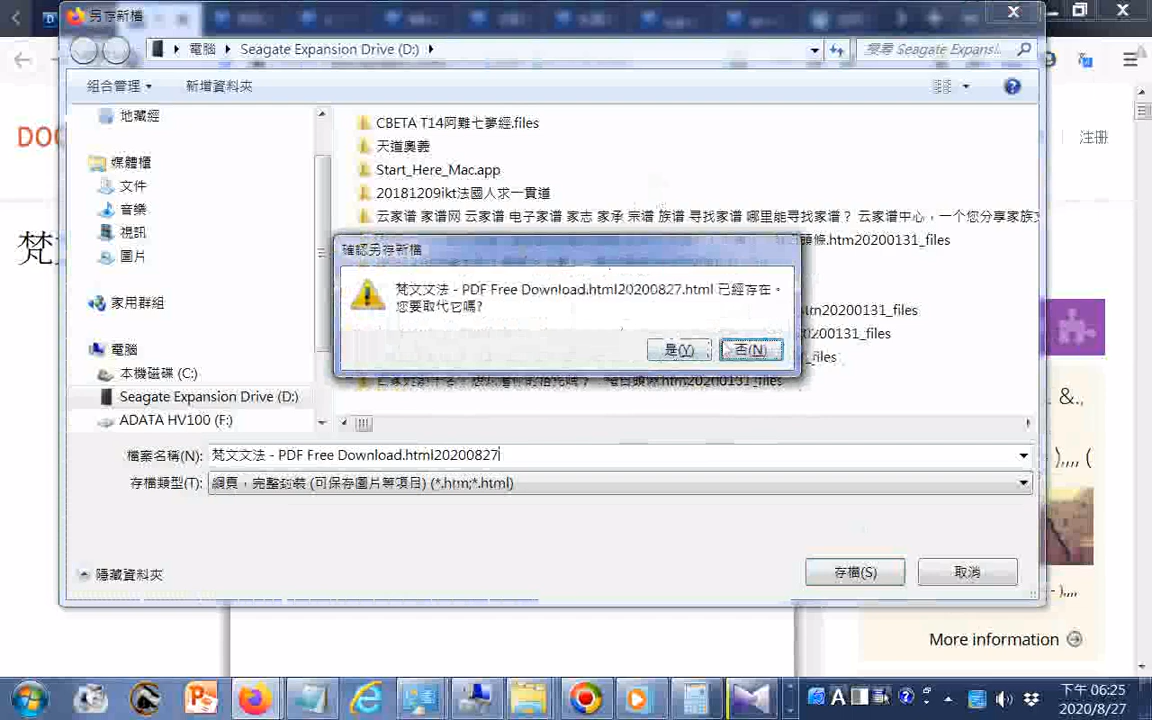 另存新檔
電腦 Seagate Expansion Drive (D:)
搜尋 Seagate Expansi...
組合管理
新增資料夾
地藏經
媒體櫃
文件
音樂
視訊
圖片
家用群組
電腦
本機磁碟 (C:)
Seagate Expansion Drive (D:)
ADATA HV100 (F:)
CBETA T14阿難七夢經.files
天道奧義
Start_Here_Mac.app
20181209ikt法國人求一貫道
云家谱 家谱网 云家谱 电子家谱 家志 家承 宗谱 族谱 寻找家谱 哪里能寻找家谱？ 云家谱中心，一个您分享家族文
頭條.htm20200131_files
確認另存新檔
梵文文法 - PDF Free Download.html20200827.html 已經存在。
您要取代它嗎?
是(Y)
否(N)
htm20200131_files
20200131_files
_files
檔案名稱(N):
梵文文法 - PDF Free Download.html20200827
存檔類型(T):
網頁，完整封裝 (可保存圖片等項目) (*.htm;*.html)
隱藏資料夾
存檔(S)
取消
DOC
注册
梵
More information
下午 06:25
2020/8/27